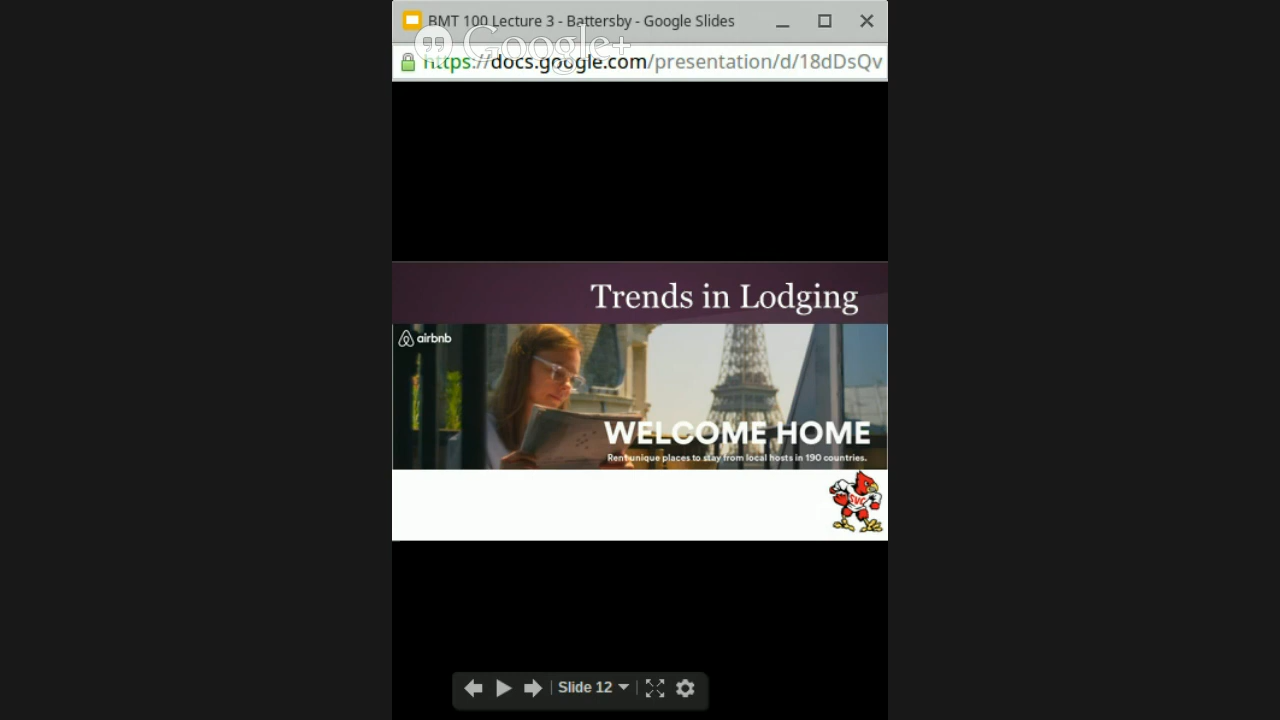 BMT 100 Lecture 3 - Battersby - Google Slides
Google+
https://docs.google.com/presentation/d/18dDsQv
Trends in Lodging
airbnb
WELCOME HOME
Rent unique places to stay from local hosts in 190 countries.
SVC
Slide 12